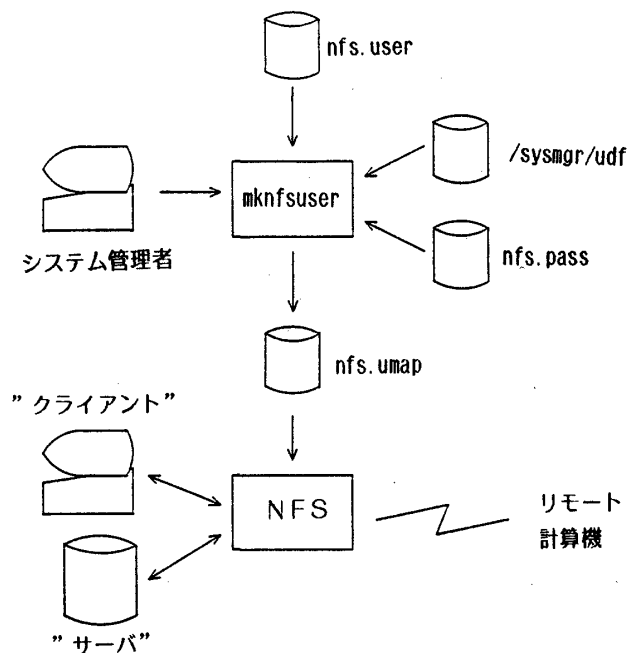 nfs.user
/sysmgr/udf
mknfsuser
システム管理者
nfs.pass
nfs.umap
”クライアント”
NFS
リモート
計算機
”サーバ”